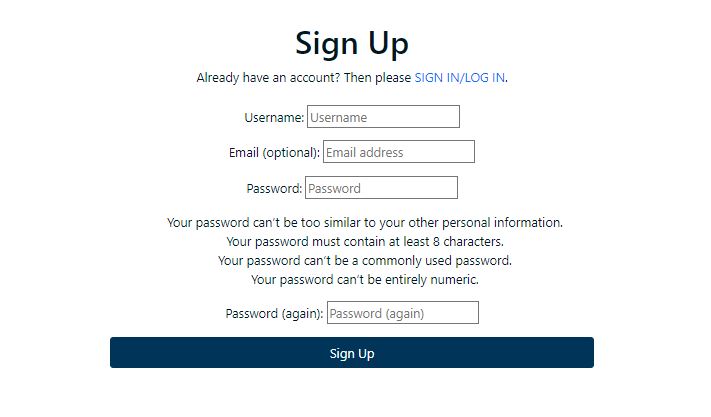 Sign Up
Already have an account? Then please SIGN IN/LOG IN.
Username: Username
Email (optional): Email address
Password: Password
Your password can't be too similar to your other personal information.
Your password must contain at least 8 characters.
Your password can't be a commonly used password.
Your password can't be entirely numeric.
Password (again): Password (again)
Sign Up